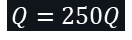 Q = 250Q